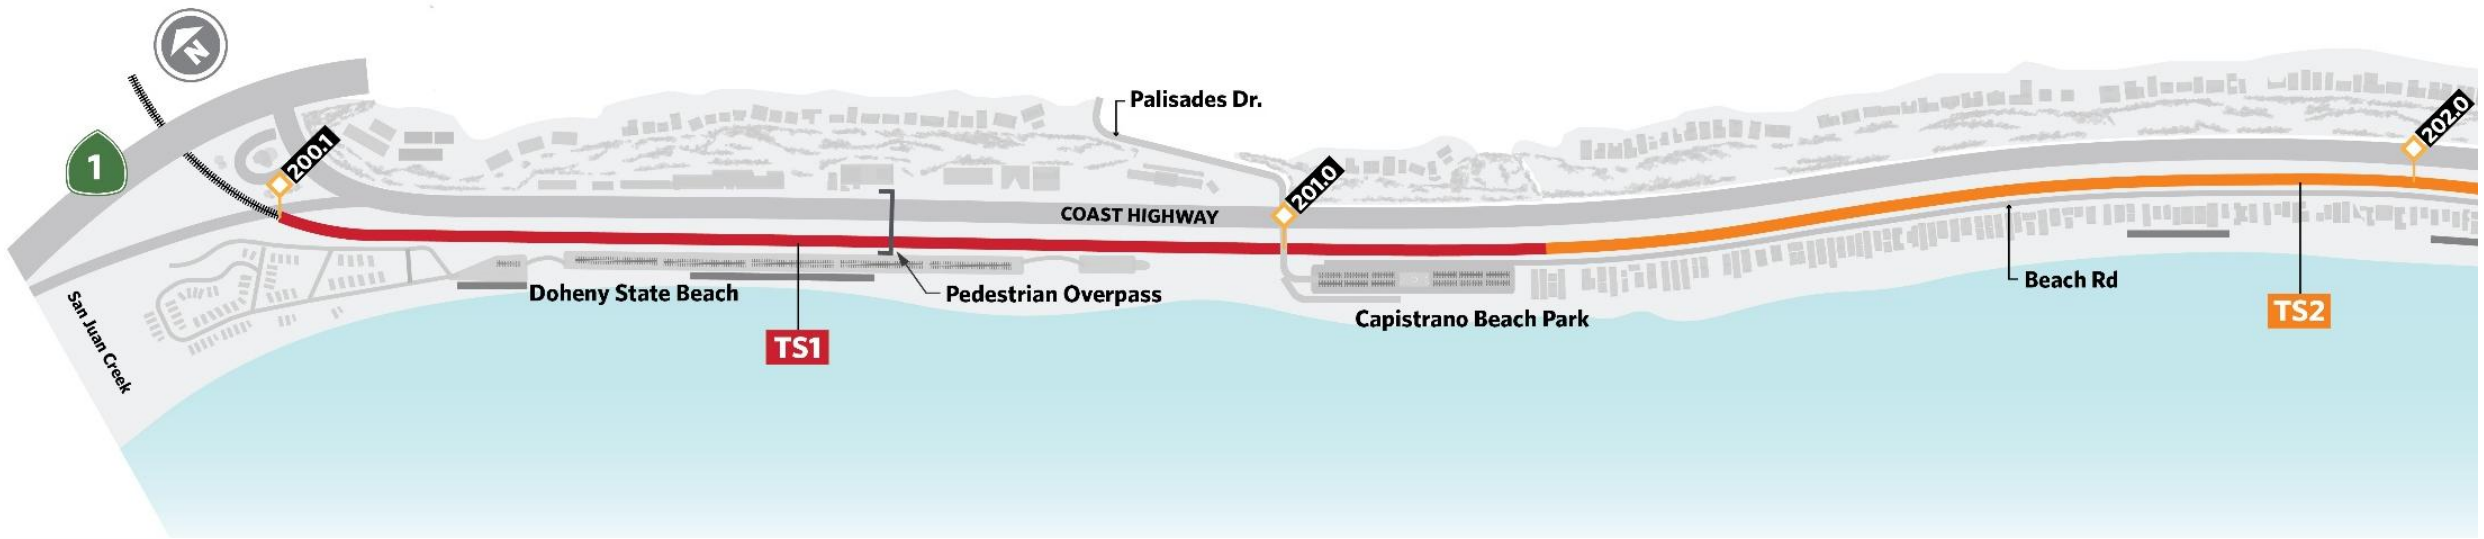 N
1
200.1
Palisades Dr.
201.0
202.0
COAST HIGHWAY
San Juan Creek
Doheny State Beach
Pedestrian Overpass
Beach Rd
Capistrano Beach Park
TS1
TS2